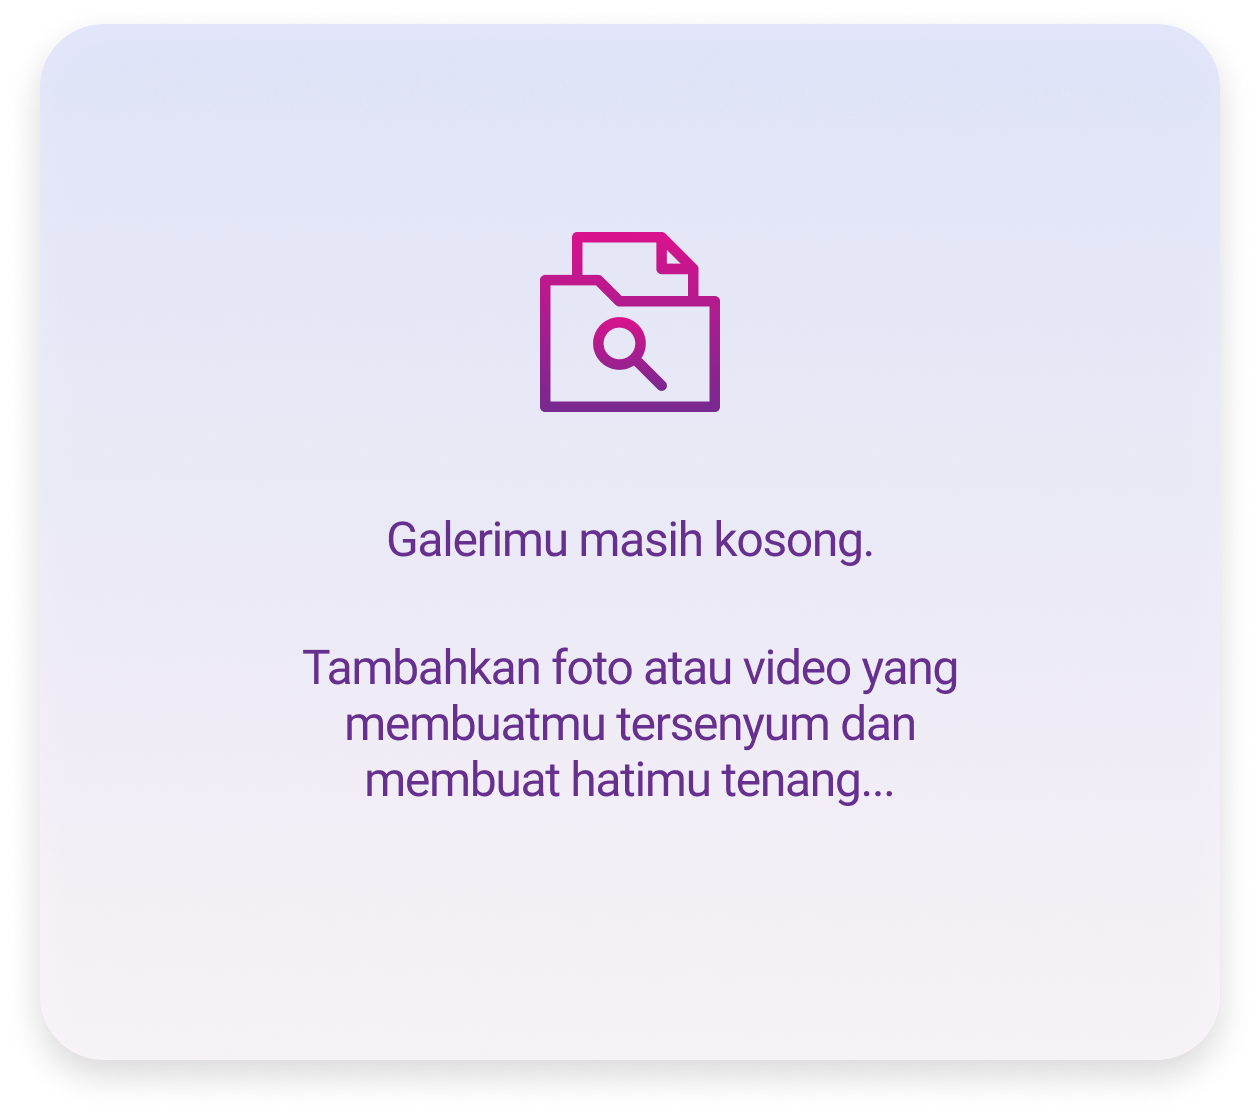 Galerimu masih kosong.
Tambahkan foto atau video yang
membuatmu tersenyum dan
membuat hatimu tenang...